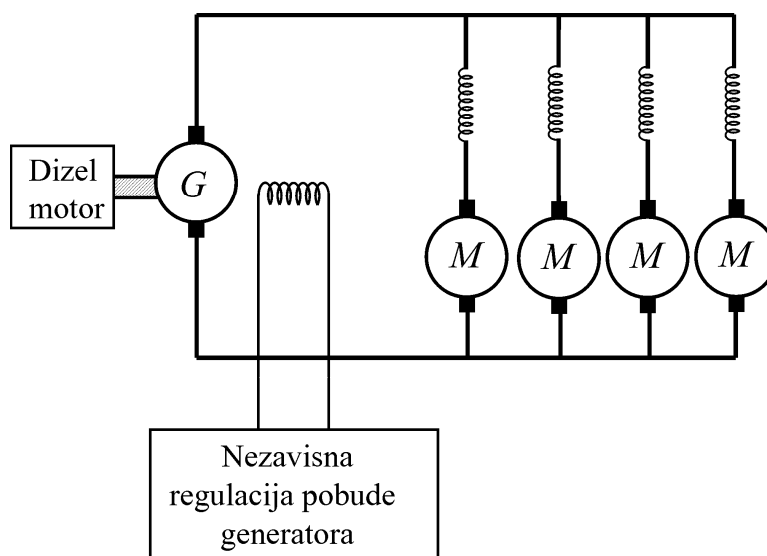 Dizel
motor
G
M
M
M
M
Nezavisna
regulacija pobude
generatora